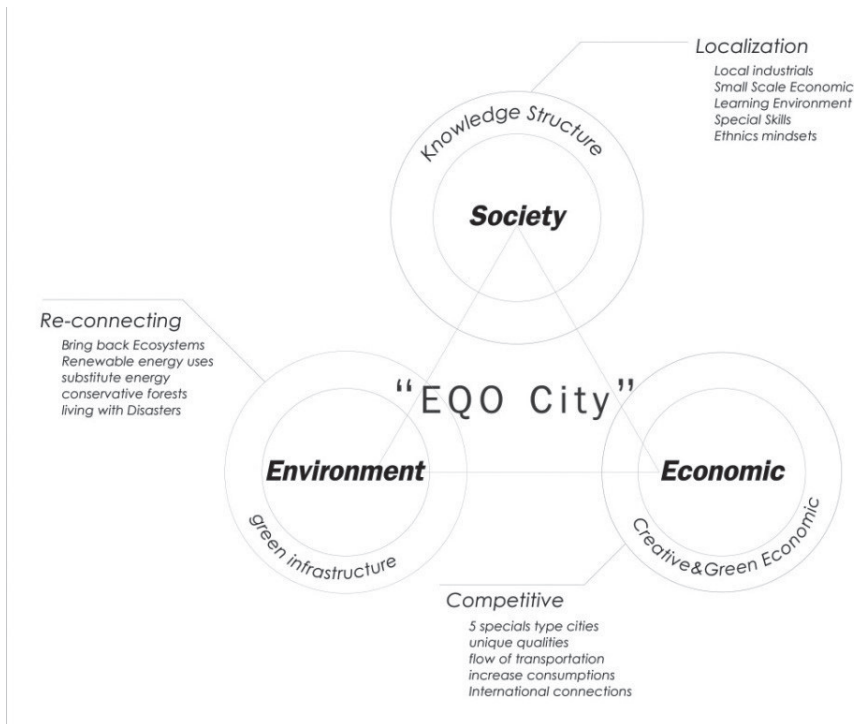 Localization
Local industrials
Small Scale Economic
Learning Environment
Special Skills
Ethnics mindsets
Knowledge Structure
Society
Re-connecting
Bring back Ecosystems
Renewable energy uses
substitute energy
conservative forests
living with Disasters
“EQO City”
Environment
green infrastructure
Economic
Creative&Green Economic
Competitive
5 specials type cities
unique qualities
flow of transportation
increase consumptions
International connections